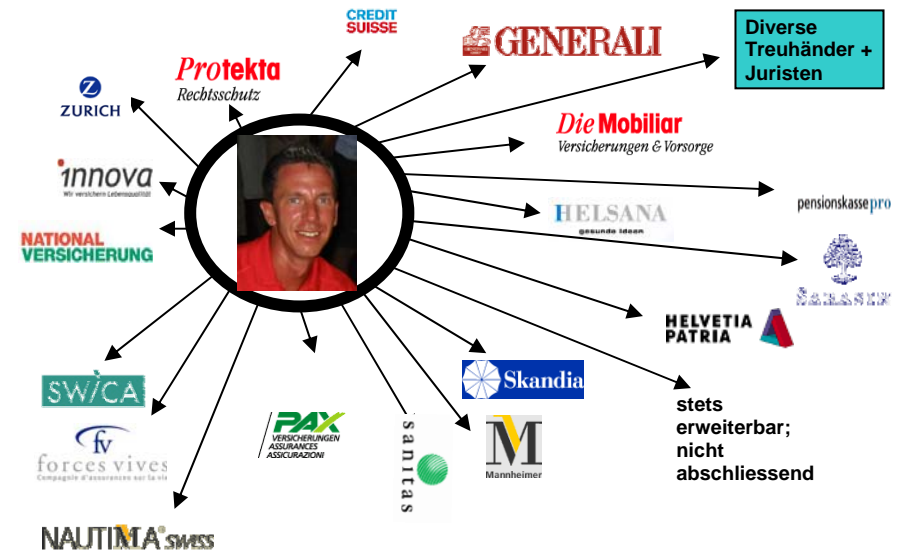 CREDIT
SUISSE
GENERALI
Diverse
Treuhänder +
Juristen
Protekta
Rechtsschutz
ZURICH
Die Mobiliar
Versicherungen & Vorsorge
innova
Wir versichern Lebensqualität
pensionskasse pro
HELSANA
gesunde Ideen
NATIONAL
VERSICHERUNG
SARASIN
HELVETIA
PATRIA
SWICA
Skandia
stets
erweiterbar;
nicht
abschliessend
PAX
VERSICHERUNGEN
ASSURANCES
ASSICURAZIONI
sanitas
M
Mannheimer
fv
forces vives
Compagnie d'assurances sur la vie
NAUTIMA SWISS